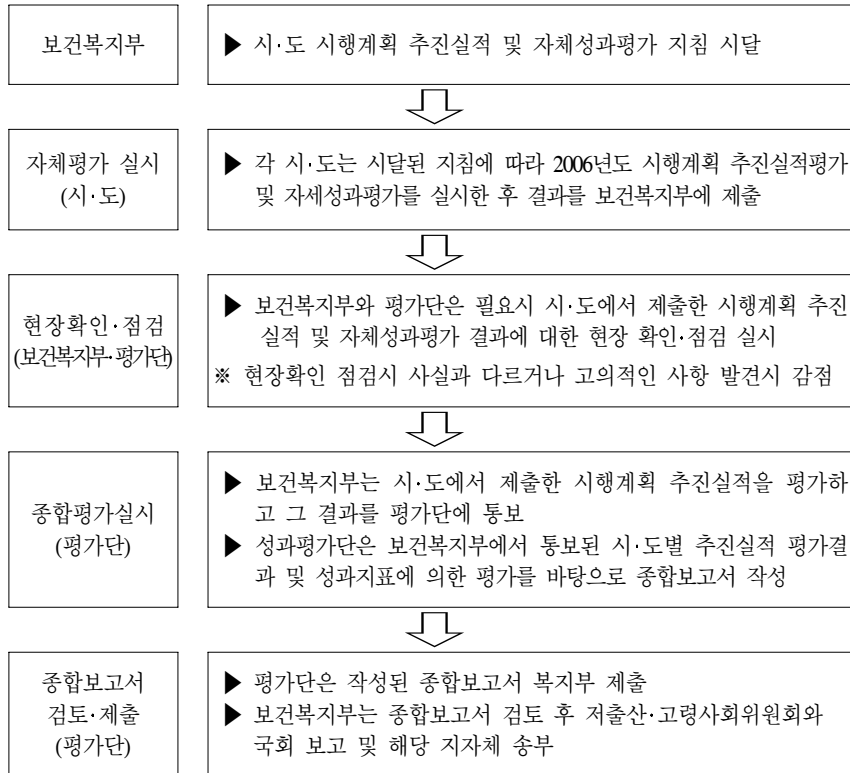 보건복지부
▶ 시·도 시행계획 추진실적 및 자체성과평가 지침 시달
자체평가 실시
(시·도)
▶ 각 시·도는 시달된 지침에 따라 2006년도 시행계획 추진실적평가
및 자세성과평가를 실시한 후 결과를 보건복지부에 제출
현장확인·점검
(보건복지부·평가단)
▶ 보건복지부와 평가단은 필요시 시·도에서 제출한 시행계획 추진
실적 및 자체성과평가 결과에 대한 현장 확인·점검 실시
※ 현장확인 점검시 사실과 다르거나 고의적인 사항 발견시 감점
종합평가실시
(평가단)
▶ 보건복지부는 시·도에서 제출한 시행계획 추진실적을 평가하
고 그 결과를 평가단에 통보
▶ 성과평가단은 보건복지부에서 통보된 시·도별 추진실적 평가결
과 및 성과지표에 의한 평가를 바탕으로 종합보고서 작성
종합보고서
검토·제출
(평가단)
▶ 평가단은 작성된 종합보고서 복지부 제출
▶ 보건복지부는 종합보고서 검토 후 저출산·고령사회위원회와
국회 보고 및 해당 지자체 송부